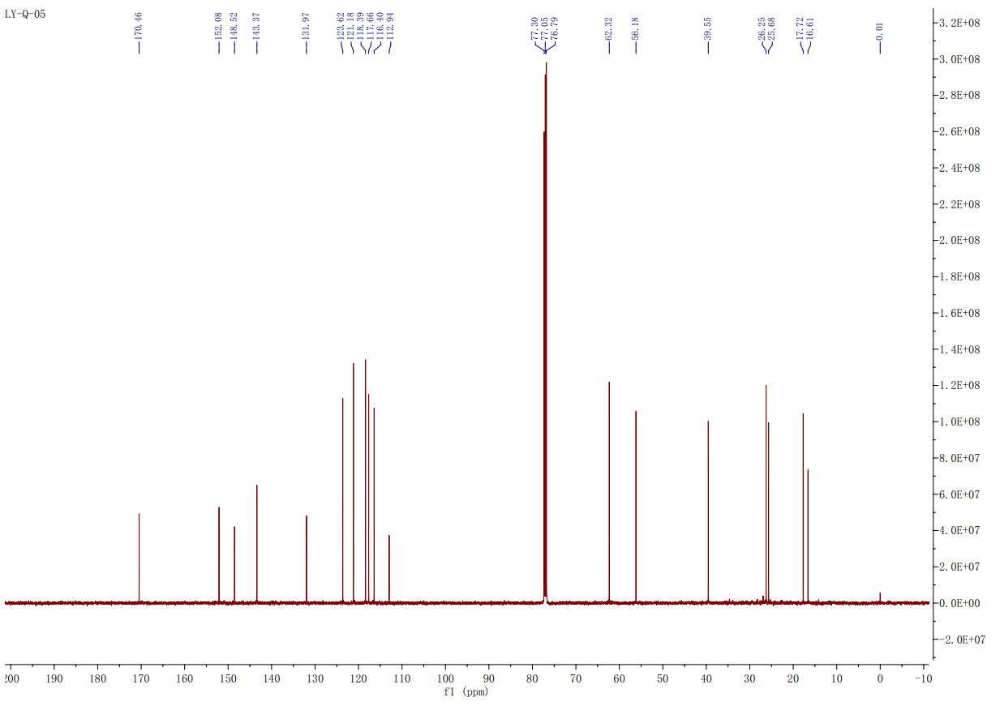 LY-Q-05
170.46
152.08
148.52
143.37
131.97
123.62
121.18
118.39
117.66
116.40
112.94
77.30
77.05
76.79
62.32
56.18
39.55
26.25
25.68
17.72
16.61
0.01
3.2E+08
3.0E+08
2.8E+08
2.6E+08
2.4E+08
2.2E+08
2.0E+08
1.8E+08
1.6E+08
1.4E+08
1.2E+08
1.0E+08
8.0E+07
6.0E+07
4.0E+07
2.0E+07
0.0E+00
-2.0E+07
200 190 180 170 160 150 140 130 120 110 100 90 80 70 60 50 40 30 20 10 0 -10
f1 (ppm)